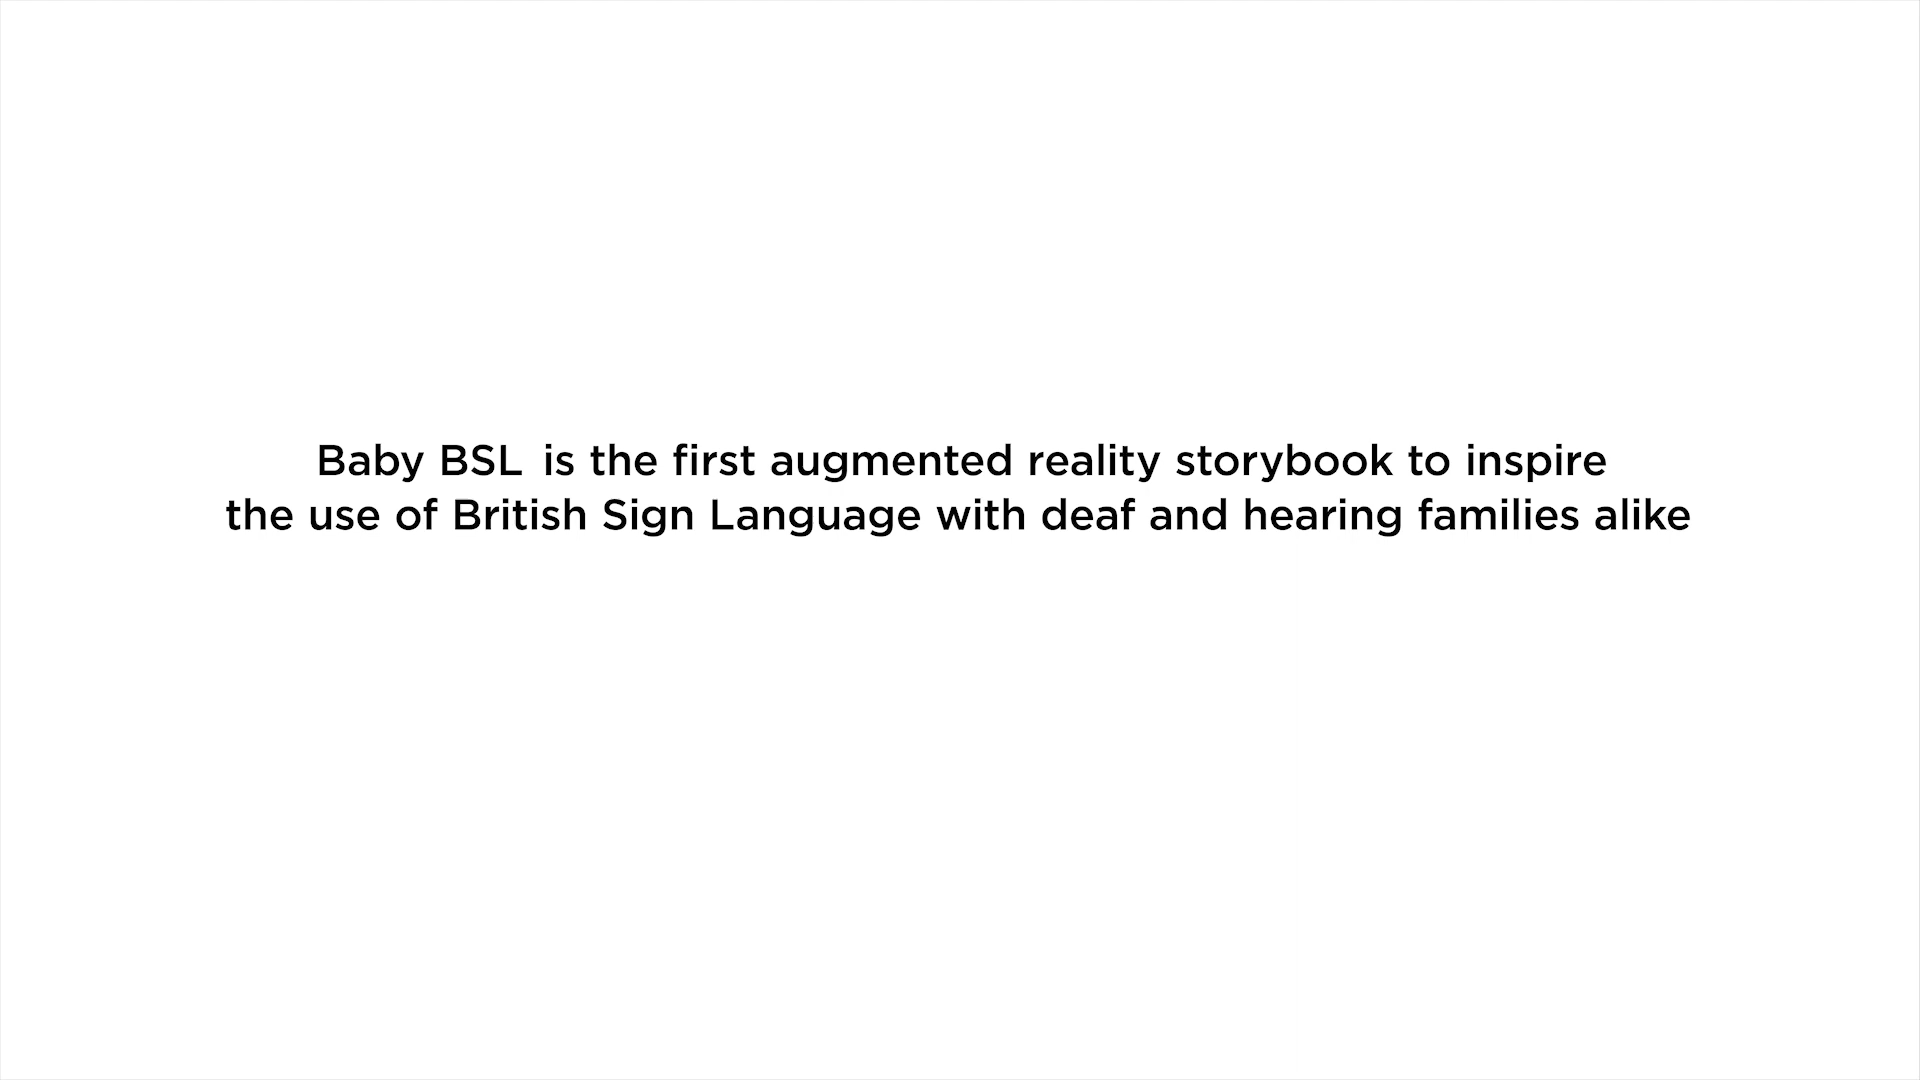 Baby BSL is the first augmented reality storybook to inspire
the use of British Sign Language with deaf and hearing families alike